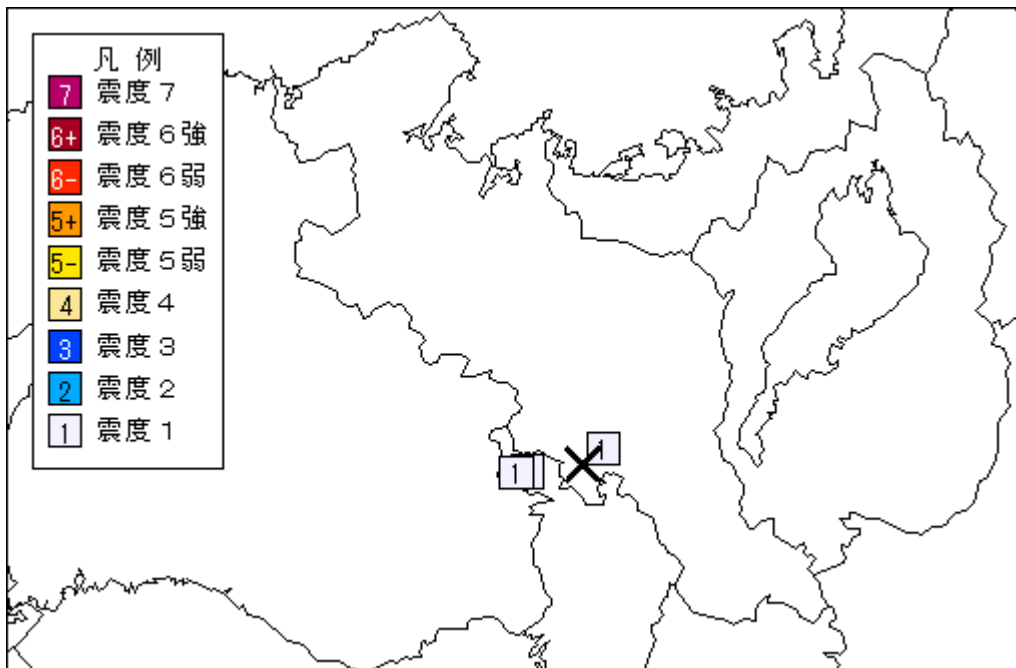 凡 例
7 震度７
6+ 震度６強
6- 震度６弱
5+ 震度５強
5- 震度５弱
4 震度４
3 震度３
2 震度２
1 震度１
1
1